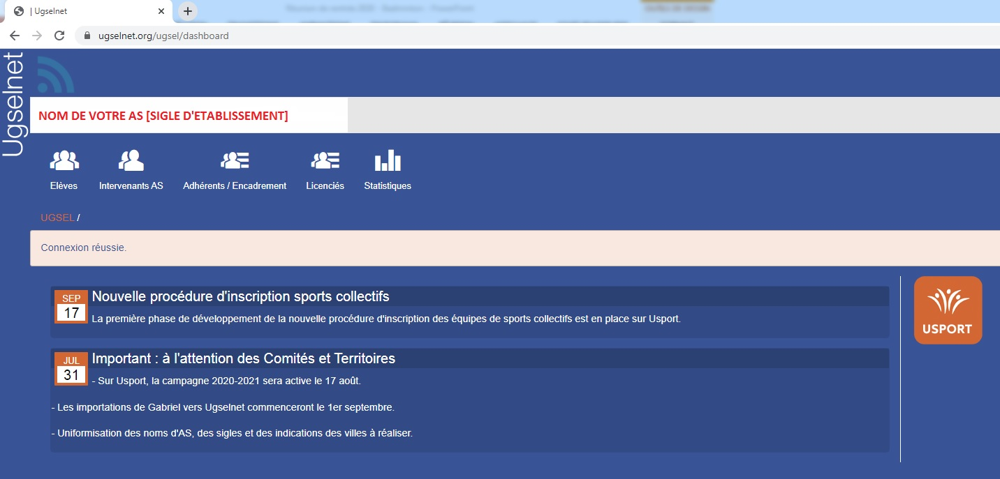 | Ugselnet
ugselnet.org/ugsel/dashboard
Ugselnet
NOM DE VOTRE AS [SIGLE D'ETABLISSEMENT]
Elèves
Intervenants AS
Adhérents / Encadrement
Licenciés
Statistiques
UGSEL /
Connexion réussie.
SEP
17
Nouvelle procédure d'inscription sports collectifs
La première phase de développement de la nouvelle procédure d'inscription des équipes de sports collectifs est en place sur Usport.
JUL
31
Important : à l'attention des Comités et Territoires
- Sur Usport, la campagne 2020-2021 sera active le 17 août.
- Les importations de Gabriel vers Ugselnet commenceront le 1er septembre.
- Uniformisation des noms d'AS, des sigles et des indications des villes à réaliser.
USPORT